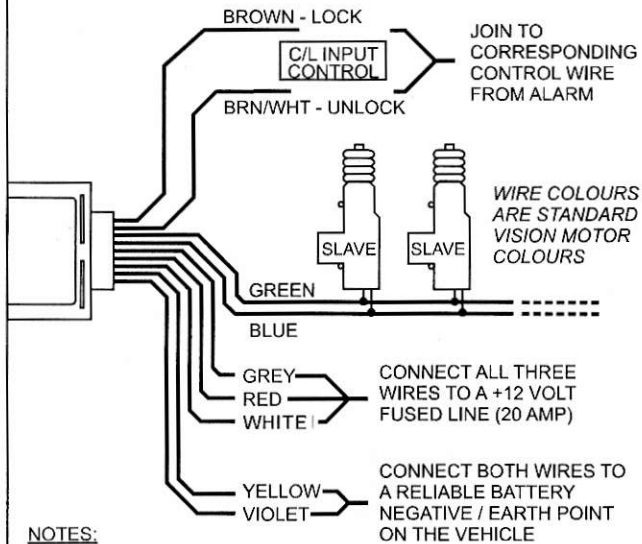 BROWN - LOCK
C/L INPUT
CONTROL
BRN/WHT - UNLOCK
JOIN TO
CORRESPONDING
CONTROL WIRE
FROM ALARM
SLAVE
SLAVE
WIRE COLOURS
ARE STANDARD
VISION MOTOR
COLOURS
GREEN
BLUE
GREY
RED
WHITE
CONNECT ALL THREE
WIRES TO A +12 VOLT
FUSED LINE (20 AMP)
YELLOW
VIOLET
CONNECT BOTH WIRES TO
A RELIABLE BATTERY
NEGATIVE / EARTH POINT
ON THE VEHICLE
NOTES: